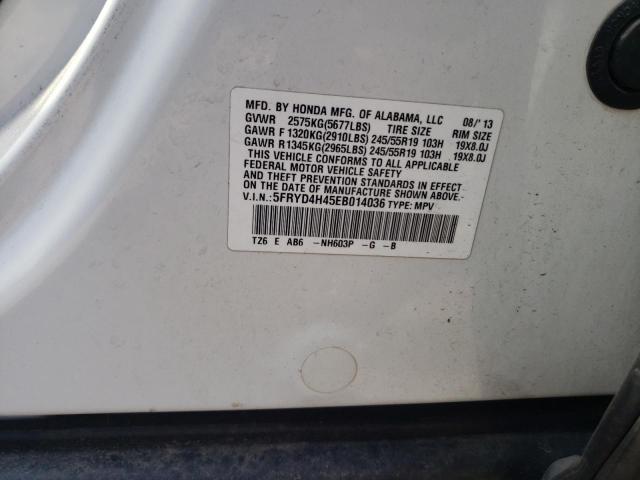 MFD. BY HONDA MFG. OF ALABAMA, LLC 08/'13
GVWR 2575KG(5677LBS) TIRE SIZE RIM SIZE
GAWR F 1320KG(2910LBS) 245/55R19 103H 19X8.0J
GAWR R 1345KG(2965LBS) 245/55R19 103H 19X8.0J
THIS VEHICLE CONFORMS TO ALL APPLICABLE
FEDERAL MOTOR VEHICLE SAFETY
AND THEFT PREVENTION STANDARDS IN EFFECT
ON THE DATE OF MANUFACTURE SHOWN ABOVE.
V.I.N.:5FRYD4H45EB014036 TYPE: MPV
TZ6 E AB6 -NH603P -G -B